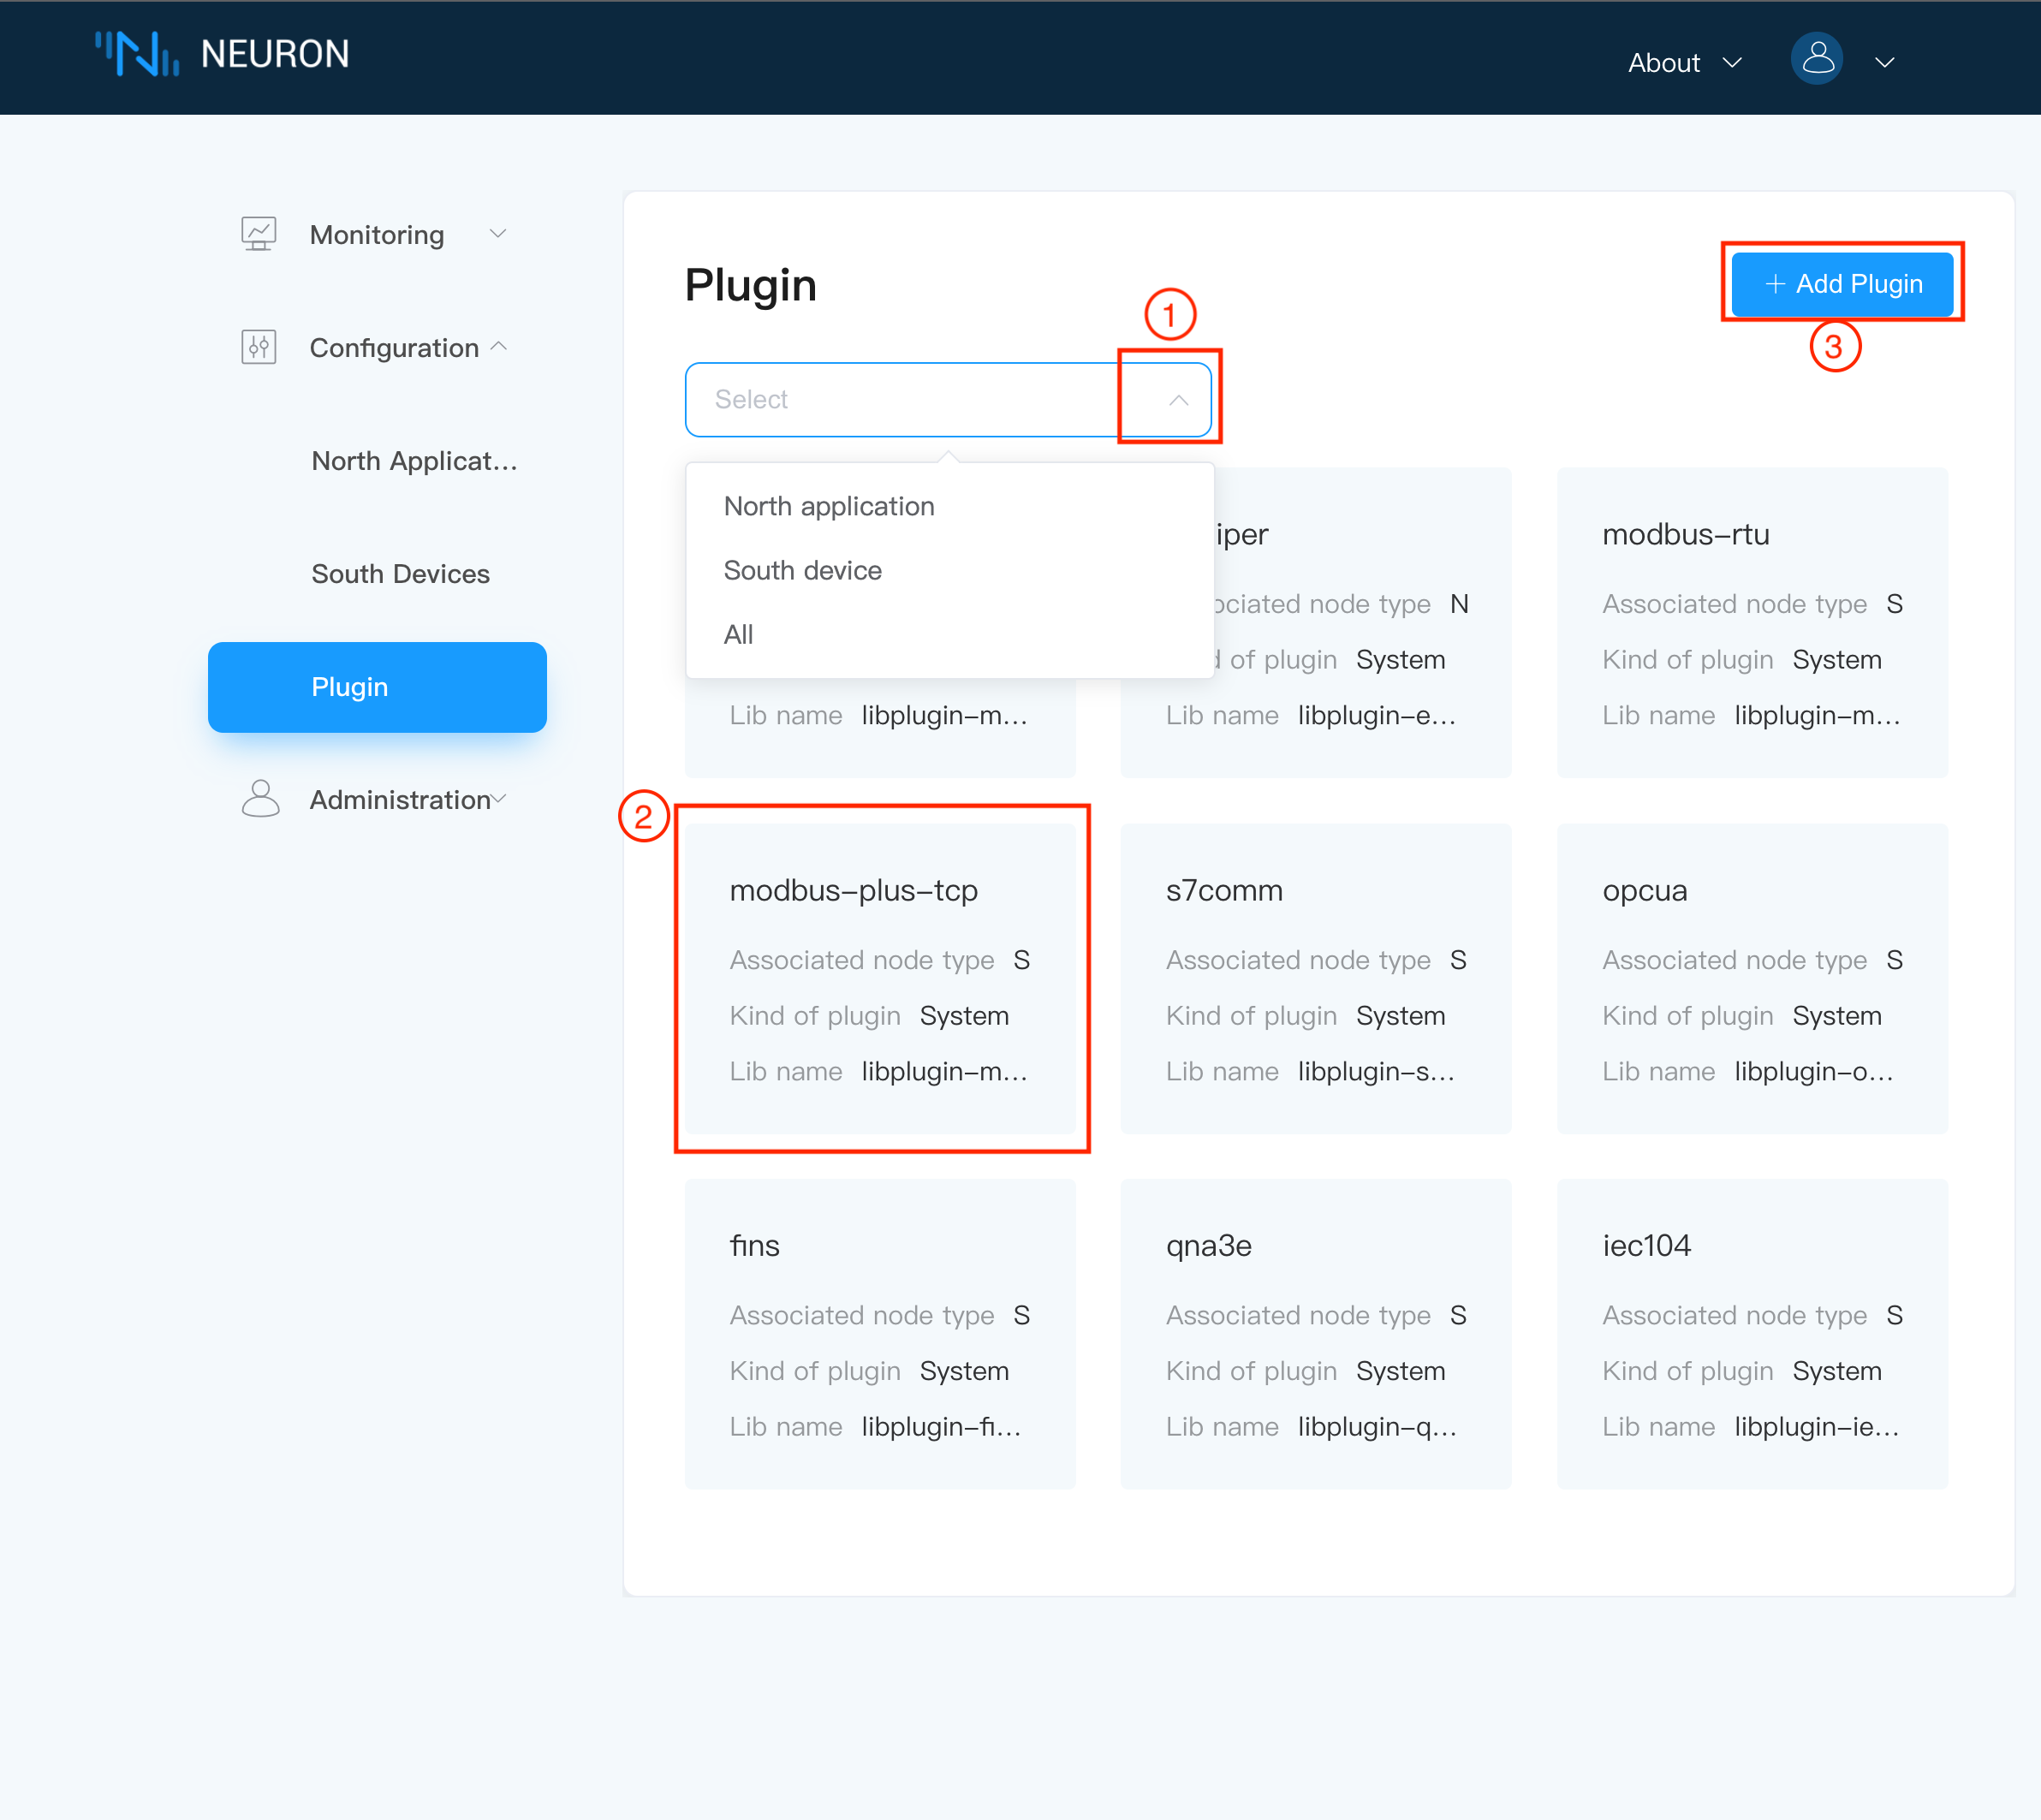 NEURON
About
Monitoring
Configuration
North Applicat...
South Devices
Plugin
Administration
Plugin
1
+ Add Plugin
3
Select
North application
South device
All
Lib name libplugin-m...
iper
ociated node type N
of plugin System
Lib name libplugin-e...
modbus-rtu
Associated node type S
Kind of plugin System
Lib name libplugin-m...
2
modbus-plus-tcp
Associated node type S
Kind of plugin System
Lib name libplugin-m...
s7comm
Associated node type S
Kind of plugin System
Lib name libplugin-s...
opcua
Associated node type S
Kind of plugin System
Lib name libplugin-o...
fins
Associated node type S
Kind of plugin System
Lib name libplugin-fi...
qna3e
Associated node type S
Kind of plugin System
Lib name libplugin-q...
iec104
Associated node type S
Kind of plugin System
Lib name libplugin-ie...